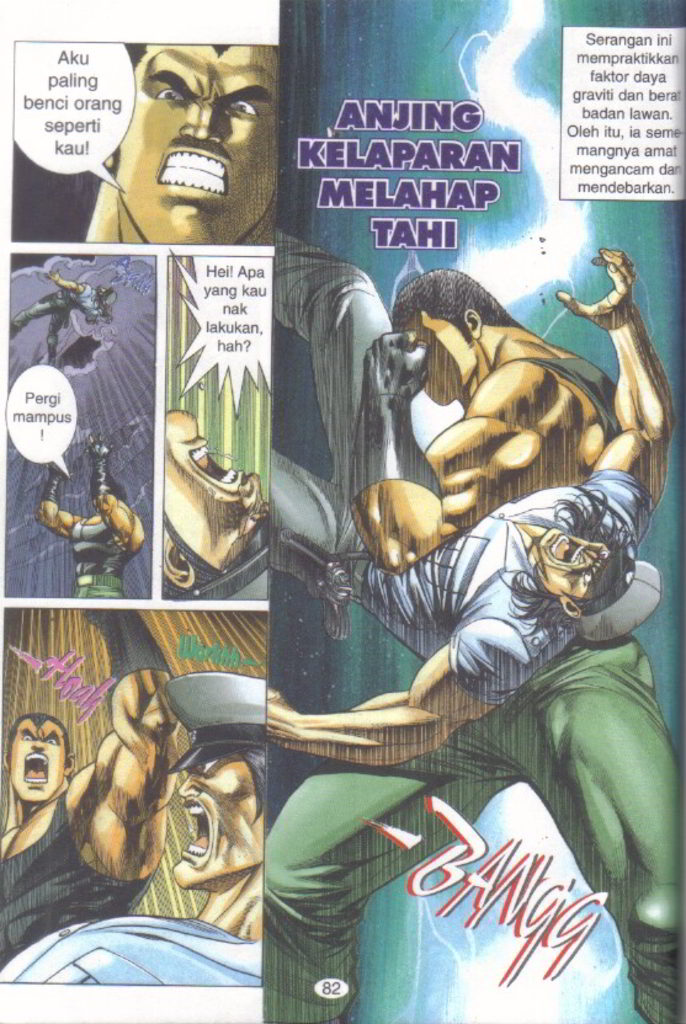 Aku
paling
benci orang
seperti
kau!
Hei! Apa
yang kau
nak
lakukan,
hah?
Pergi
mampus
!
Haah
Warhhh~
ANJING
KELAPARAN
MELAHAP
TAHI
Serangan ini
mempraktikkan
faktor daya
graviti dan berat
badan lawan.
Oleh itu, ia seme-
mangnya amat
mengancam dan
mendebarkan.
BANGG
82